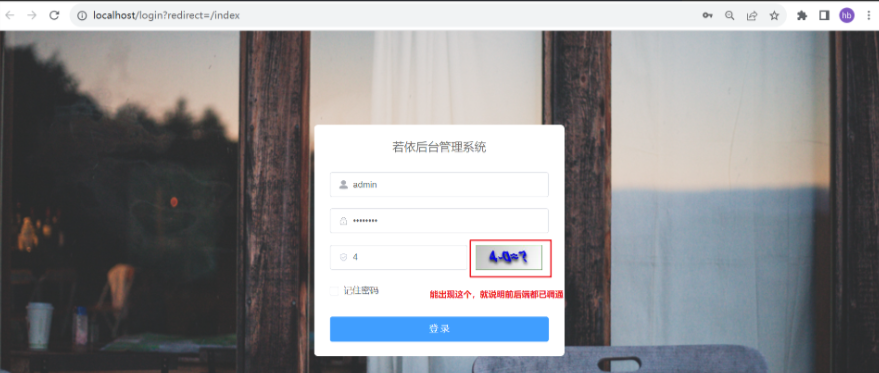 localhost/login?redirect=/index
hb
若依后台管理系统
admin
••••••••
4
4-0=?
记住密码
能出现这个，就说明前后端都已调通
登 录